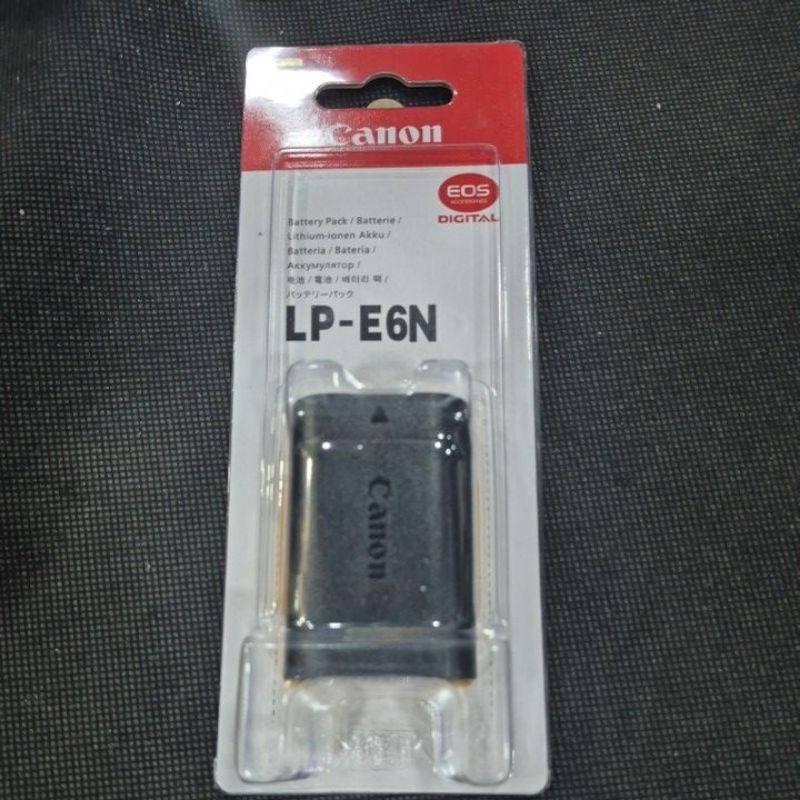 Canon
EOS
ACCESSORIES
DIGITAL
Battery Pack / Batterie /
Lithium-ionen Akku /
Batteria / Bateria /
Аккумулятор /
电池 / 電池 / 배터리 팩 /
バッテリーパック
LP-E6N
Canon